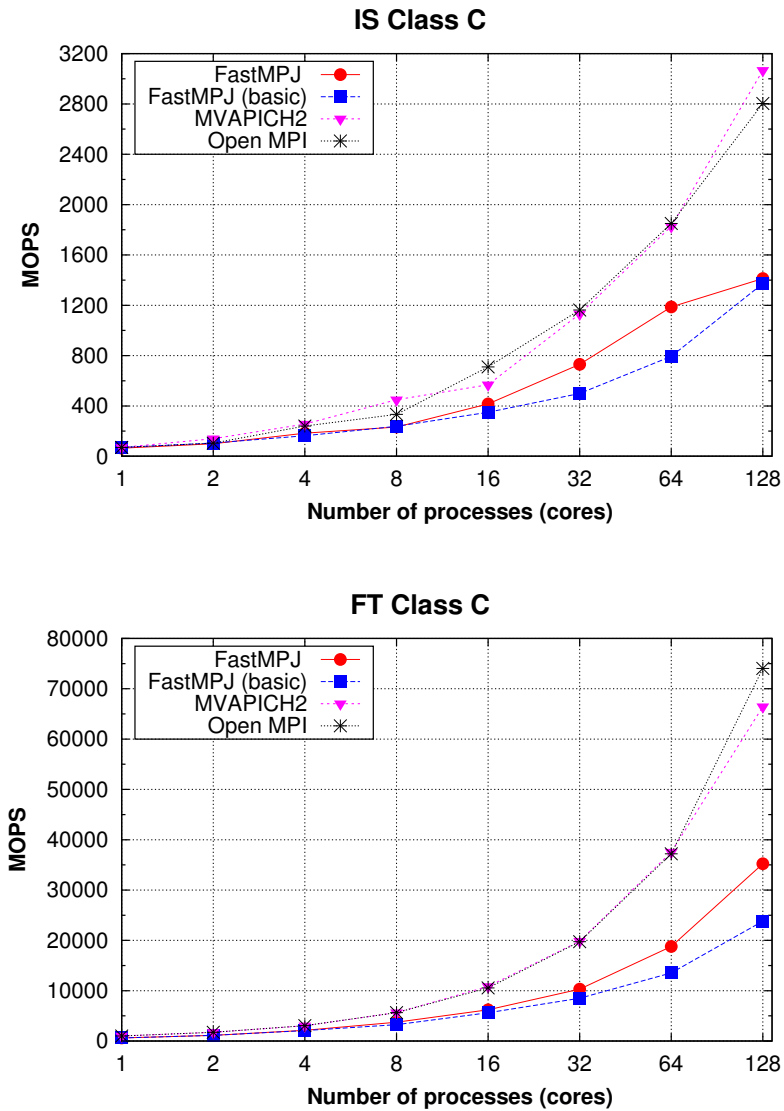 IS Class C
3200
2800
2400
2000
1600
1200
800
400
0
MOPS
FastMPJ
FastMPJ (basic)
MVAPICH2
Open MPI
1 2 4 8 16 32 64 128
Number of processes (cores)
FT Class C
80000
70000
60000
50000
40000
30000
20000
10000
0
MOPS
FastMPJ
FastMPJ (basic)
MVAPICH2
Open MPI
1 2 4 8 16 32 64 128
Number of processes (cores)